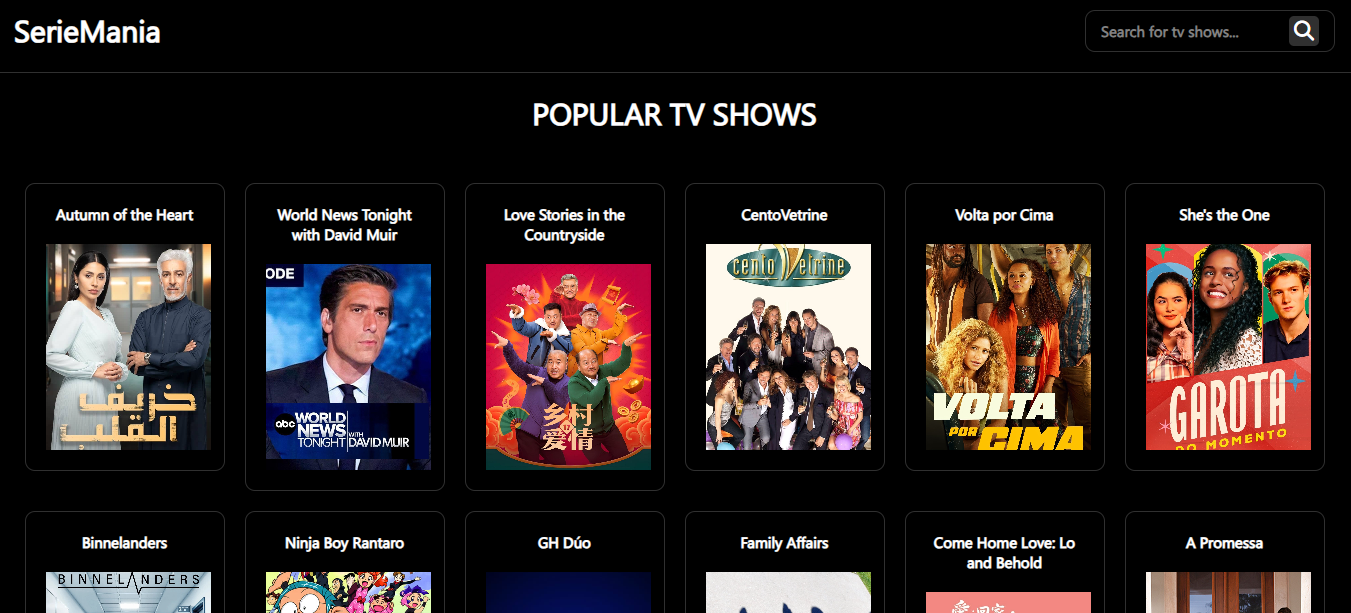 SerieMania
Search for tv shows...
POPULAR TV SHOWS
Autumn of the Heart
خريف
القلب
World News Tonight
with David Muir
ODE
abc WORLD
NEWS WITH
TONIGHT DAVID MUIR
Love Stories in the
Countryside
乡村
爱情
CentoVetrine
cento Vetrine
Volta por Cima
VOLTA
POR CIMA
She's the One
GAROTA
DO MOMENTO
Binnelanders
BINNELANDERS
Ninja Boy Rantaro
GH Dúo
Family Affairs
Come Home Love: Lo
and Behold
愛回家
A Promessa